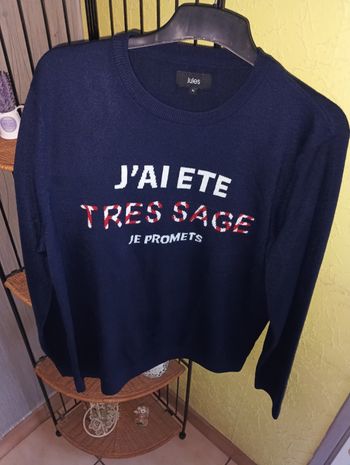 Jules
J'AI ETE
TRES SAGE
JE PROMETS